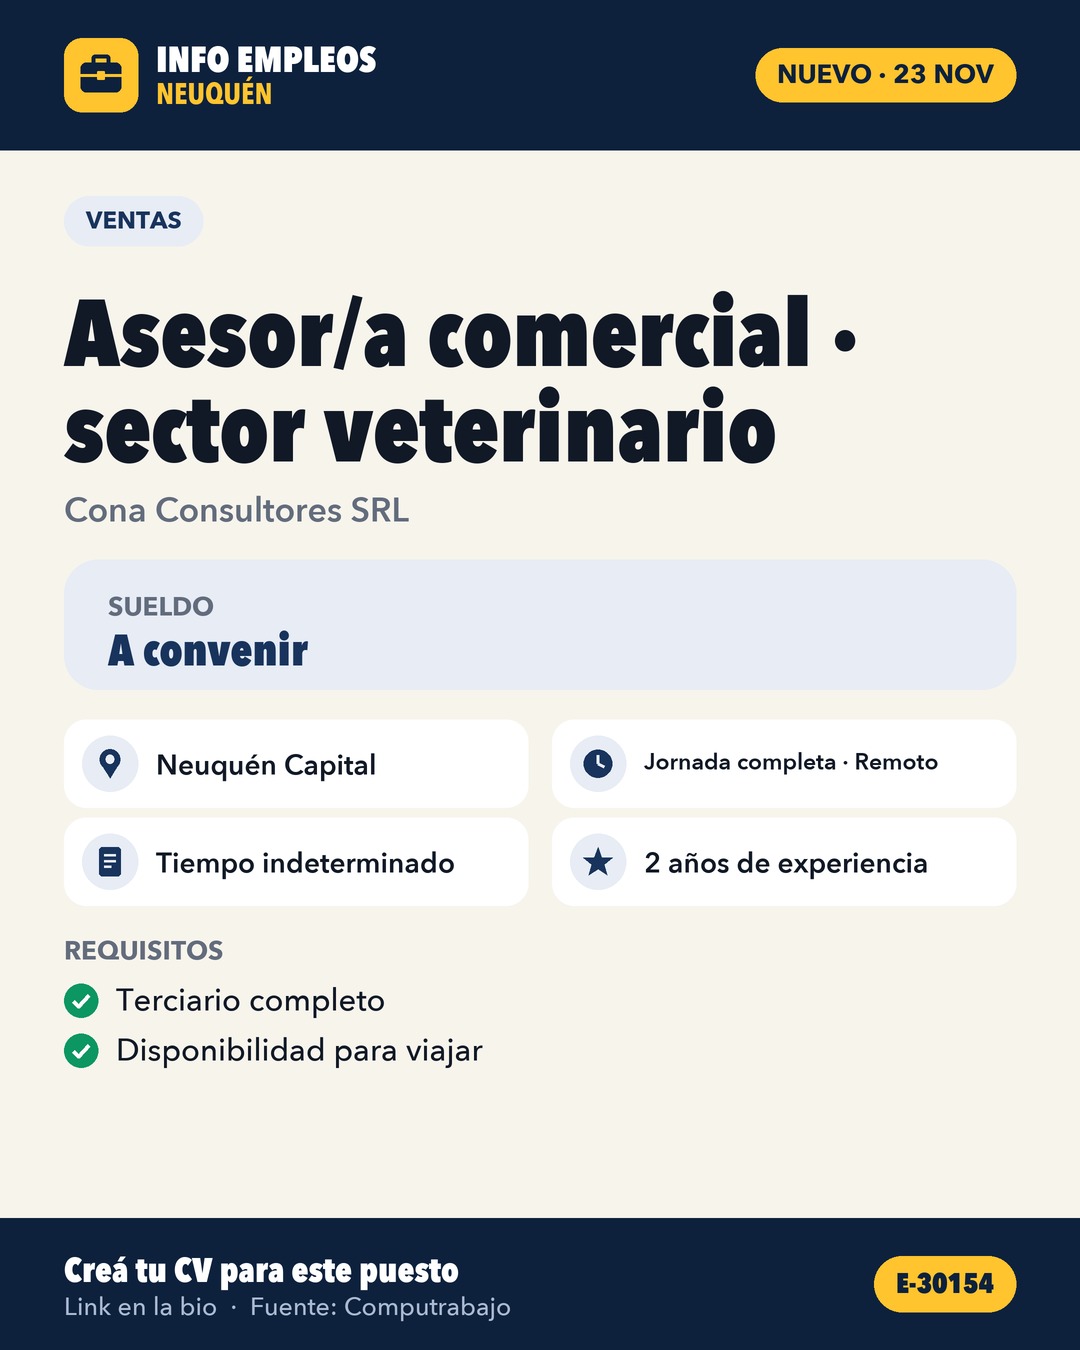 INFO EMPLEOS
NEUQUÉN
NUEVO · 23 NOV
VENTAS
Asesor/a comercial ·
sector veterinario
Cona Consultores SRL
SUELDO
A convenir
Neuquén Capital
Jornada completa · Remoto
Tiempo indeterminado
2 años de experiencia
REQUISITOS
Terciario completo
Disponibilidad para viajar
Creá tu CV para este puesto
Link en la bio · Fuente: Computrabajo
E-30154